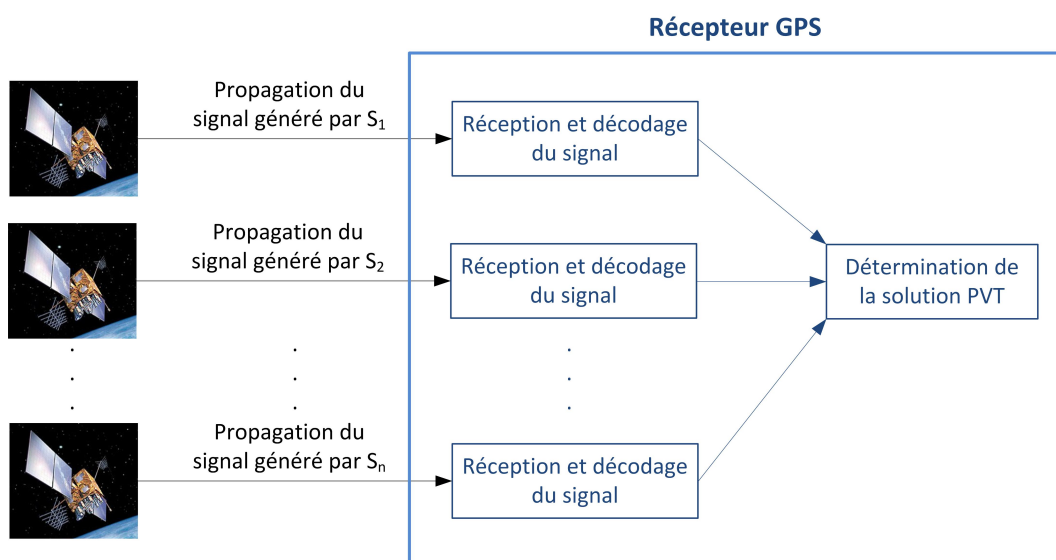 Récepteur GPS
Propagation du
signal généré par S₁
Réception et décodage
du signal
Propagation du
signal généré par S₂
Réception et décodage
du signal
Détermination de
la solution PVT
Propagation du
signal généré par Sₙ
Réception et décodage
du signal